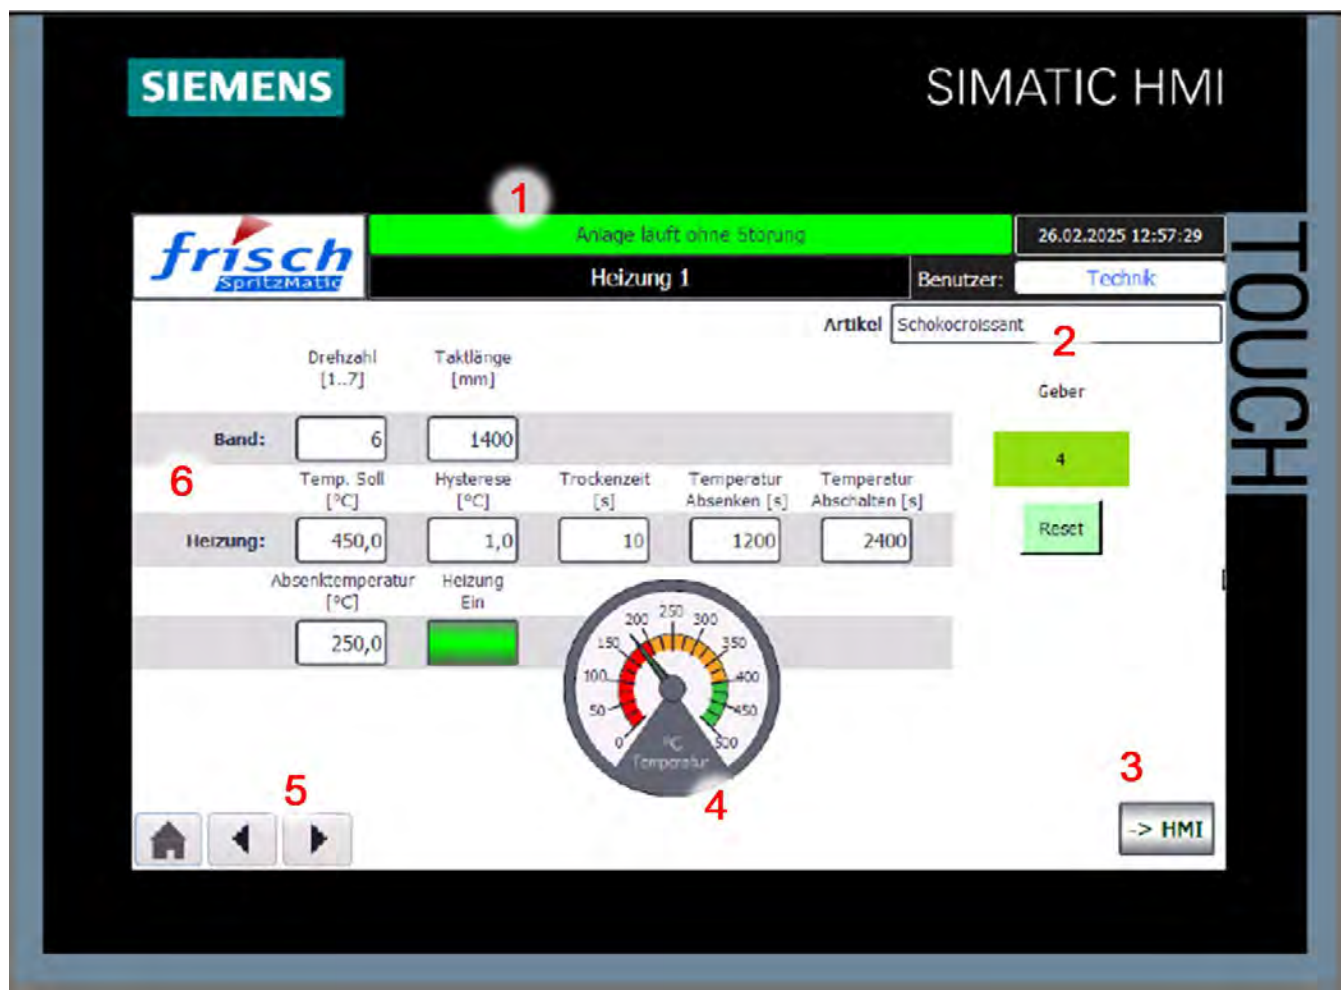 SIEMENS
SIMATIC HMI
TOUCH
1
frisch
SpritzMatic
Anlage läuft ohne Störung
26.02.2025 12:57:29
Heizung 1
Benutzer:
Technik
Artikel
Schokocroissant
2
Drehzahl
[1..7]
Taktlänge
[mm]
Geber
Band:
6
1400
4
6
Temp. Soll
[°C]
Hysterese
[°C]
Trockenzeit
[s]
Temperatur
Absenken [s]
Temperatur
Abschalten [s]
Reset
Heizung:
450,0
1,0
10
1200
2400
Absenktemperatur
[°C]
Heizung
Ein
250,0
0
50
100
150
200
250
300
350
400
450
500
°C
Temperatur
4
3
5
-> HMI